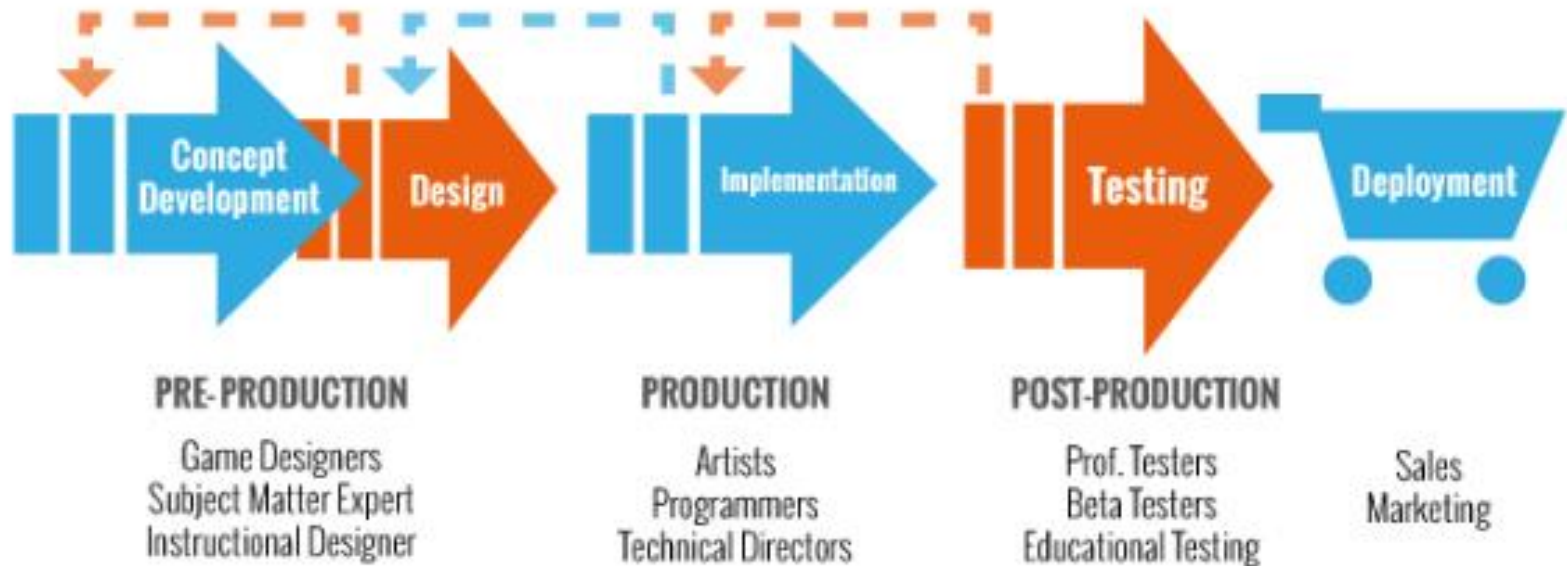 Concept
Development
Design
Implementation
Testing
Deployment
PRE-PRODUCTION
Game Designers
Subject Matter Expert
Instructional Designer
PRODUCTION
Artists
Programmers
Technical Directors
POST-PRODUCTION
Prof. Testers
Beta Testers
Educational Testing
Sales
Marketing